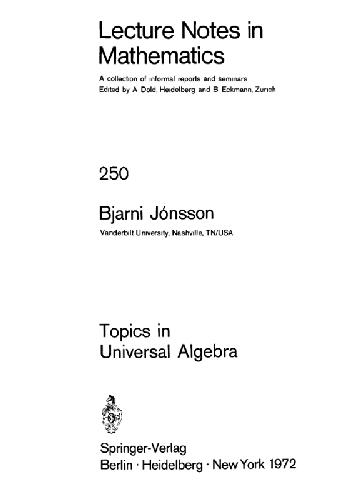 Lecture Notes in
Mathematics
A collection of informal reports and seminars
Edited by A. Dold, Heidelberg and B. Eckmann, Zürich
250
Bjarni Jónsson
Vanderbilt University, Nashville, TN/USA
Topics in
Universal Algebra
Springer-Verlag
Berlin · Heidelberg · New York 1972